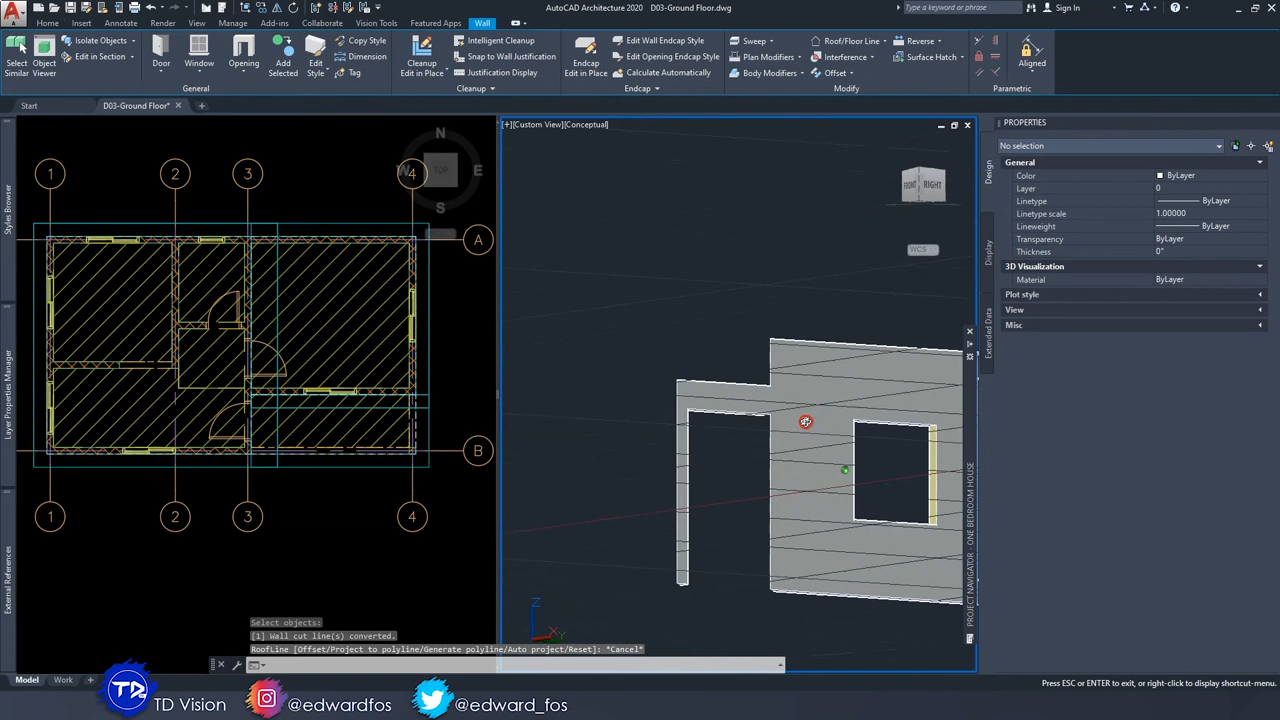 AutoCAD Architecture 2020 D03-Ground Floor.dwg
Type a keyword or phrase
Sign In
Home Insert Annotate Render View Manage Add-ins Collaborate Vision Tools Featured Apps Wall
Select Similar
Object Viewer
Isolate Objects
Edit in Section
Door
Window
Opening
Add Selected
Edit Style
Copy Style
Dimension
Tag
General
Cleanup Edit in Place
Intelligent Cleanup
Snap to Wall Justification
Justification Display
Cleanup
Endcap Edit in Place
Edit Wall Endcap Style
Edit Opening Endcap Style
Calculate Automatically
Endcap
Sweep
Plan Modifiers
Body Modifiers
Roof/Floor Line
Interference
Offset
Reverse
Surface Hatch
Modify
Aligned
Parametric
Start D03-Ground Floor*
Styles Browser
Layer Properties Manager
External References
N
W TOP E
S
1 2 3 4
A
B
1 2 3 4
[+][Custom View][Conceptual]
FRONT RIGHT
WCS
Z
X
Y
PROJECT NAVIGATOR - ONE BEDROOM HOUSE
Design
Display
Extended Data
PROPERTIES
No selection
General
Color ByLayer
Layer 0
Linetype ByLayer
Linetype scale 1.00000
Lineweight ByLayer
Transparency ByLayer
Thickness 0"
3D Visualization
Material ByLayer
Plot style
View
Misc
Select objects:
[1] Wall cut line(s) converted.
RoofLine [Offset/Project to polyline/Generate polyline/Auto project/Reset]: *Cancel*
Model Work
Press ESC or ENTER to exit, or right-click to display shortcut-menu.
TD TD Vision @edwardfos @edward_fos